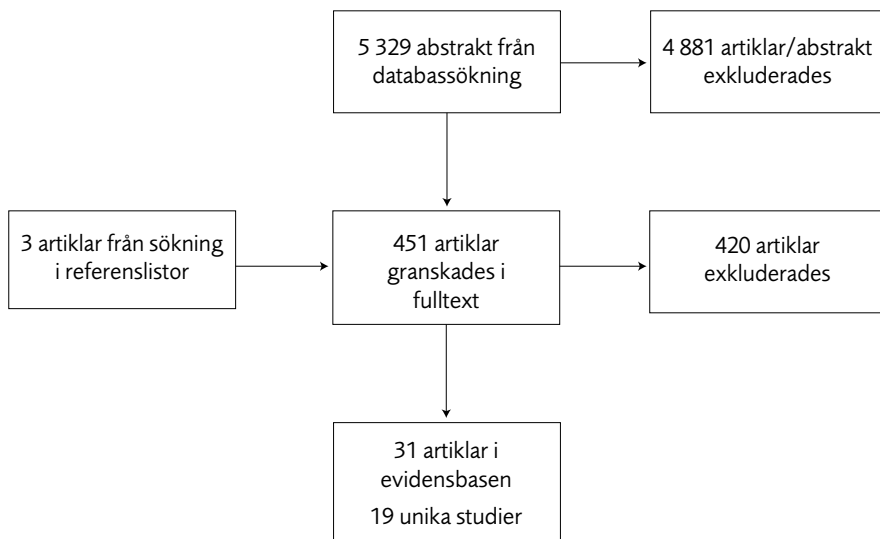 5 329 abstrakt från
databassökning
4 881 artiklar/abstrakt
exkluderades
3 artiklar från sökning
i referenslistor
451 artiklar
granskades i
fulltext
420 artiklar
exkluderades
31 artiklar i
evidensbasen
19 unika studier